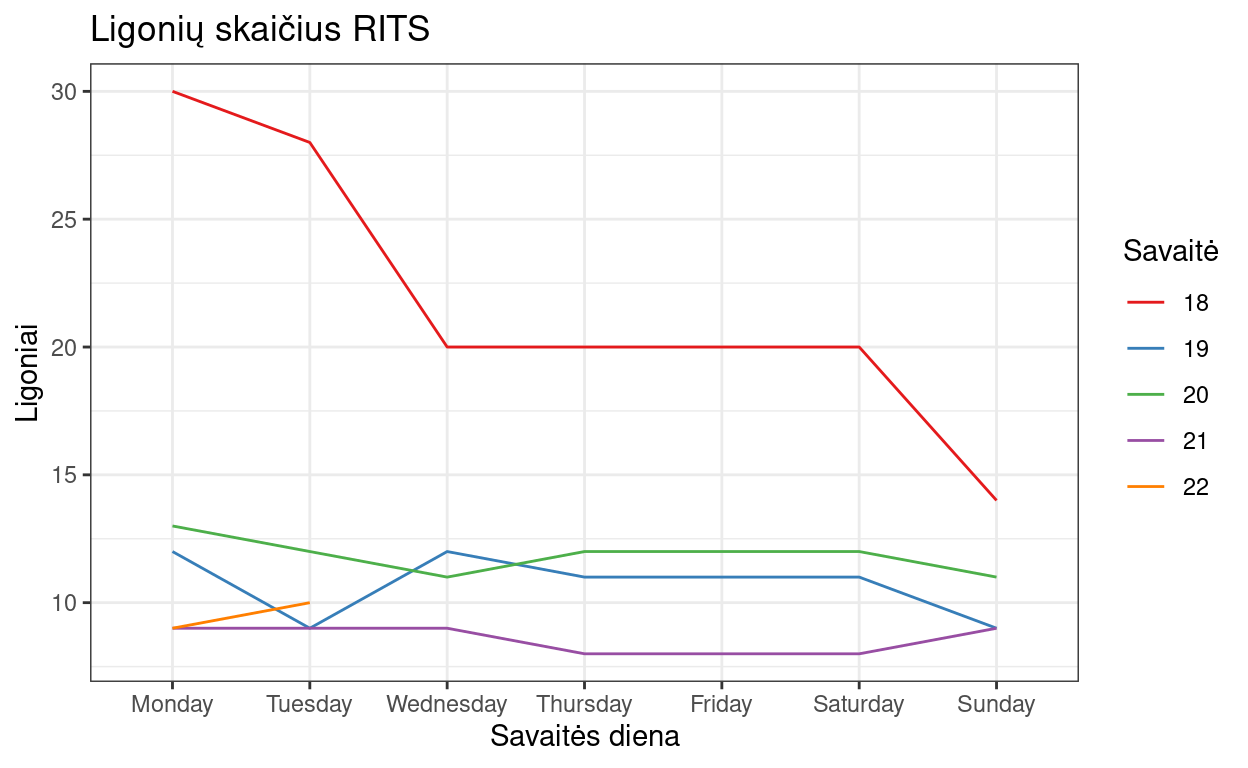 Ligonių skaičius RITS
30
25
20
15
10
Ligoniai
Monday Tuesday Wednesday Thursday Friday Saturday Sunday
Savaitės diena
Savaitė
18
19
20
21
22